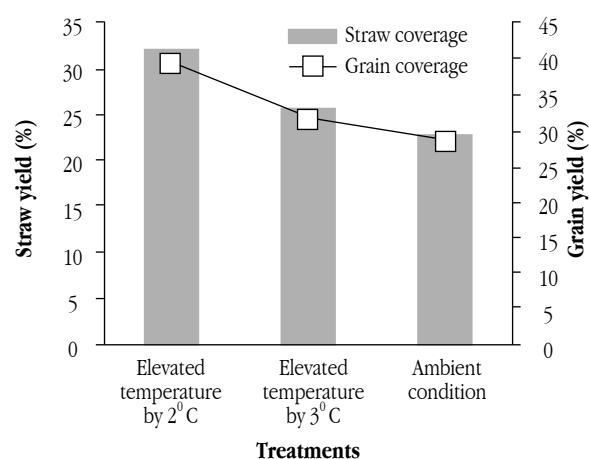 35
30
25
20
15
10
5
0
Straw yield (%)
45
40
35
30
25
20
15
10
5
0
Grain yield (%)
Straw coverage
Grain coverage
Elevated
temperature
by 2⁰ C
Elevated
temperature
by 3⁰ C
Ambient
condition
Treatments